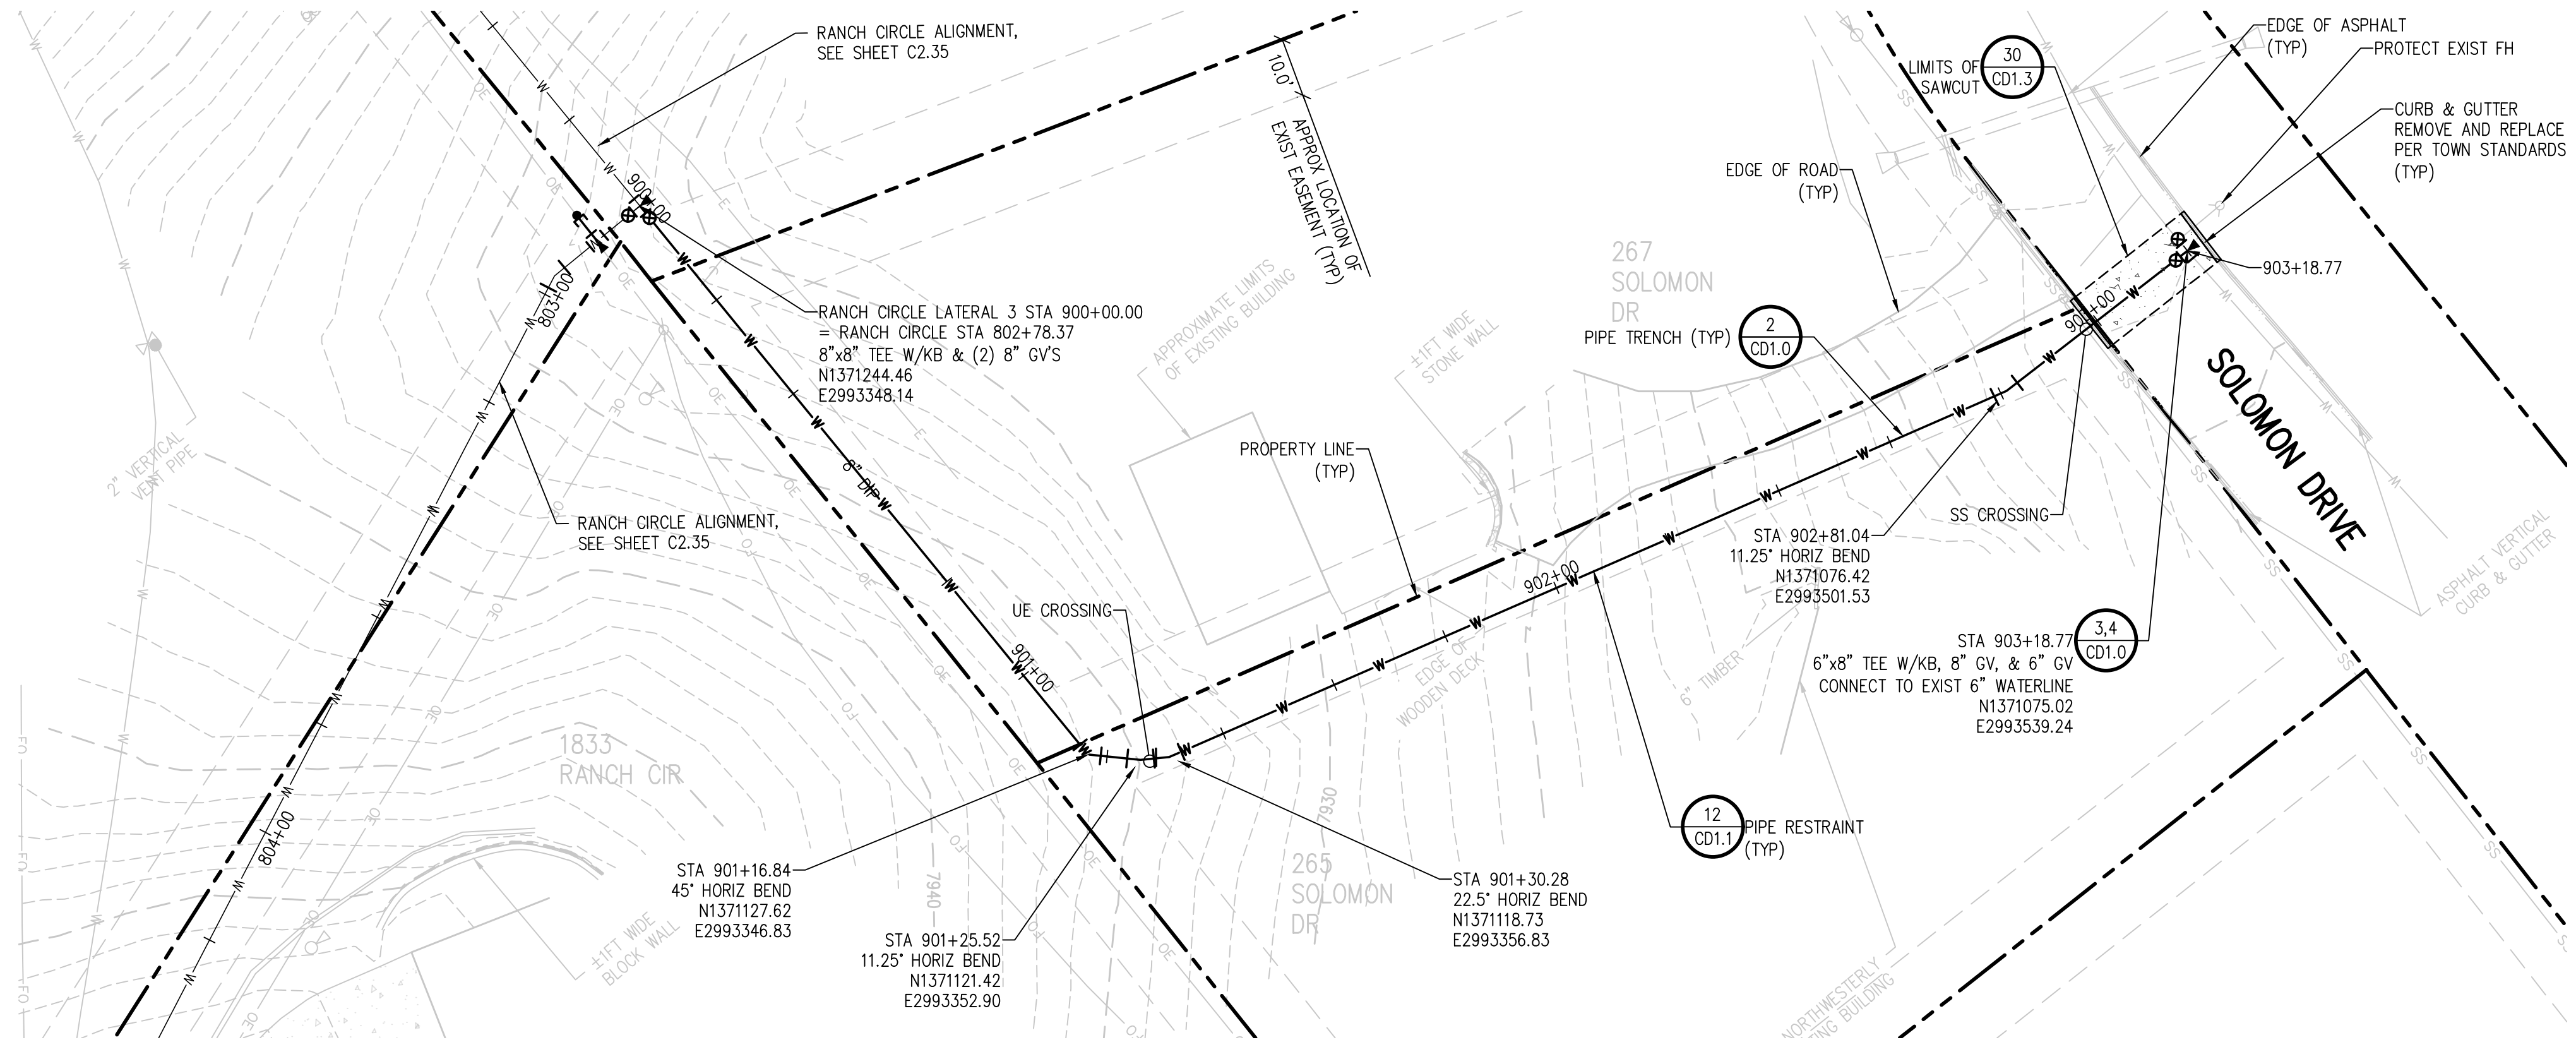 RANCH CIRCLE ALIGNMENT,
SEE SHEET C2.35
10.0'
APPROX LOCATION OF
EXIST EASEMENT (TYP)
30
CD1.3
LIMITS OF
SAWCUT
EDGE OF ASPHALT
(TYP)
PROTECT EXIST FH
CURB & GUTTER
REMOVE AND REPLACE
PER TOWN STANDARDS
(TYP)
EDGE OF ROAD
(TYP)
900+00
803+00
RANCH CIRCLE LATERAL 3 STA 900+00.00
= RANCH CIRCLE STA 802+78.37
8"x8" TEE W/KB & (2) 8" GV'S
N1371244.46
E2993348.14
APPROXIMATE LIMITS
OF EXISTING BUILDING
±1FT WIDE
STONE WALL
267
SOLOMON
DR
PIPE TRENCH (TYP)
2
CD1.0
903+00
903+18.77
SOLOMON DRIVE
2" VERTICAL
VENT PIPE
8" DIP
PROPERTY LINE
(TYP)
RANCH CIRCLE ALIGNMENT,
SEE SHEET C2.35
SS CROSSING
STA 902+81.04
11.25° HORIZ BEND
N1371076.42
E2993501.53
902+00
ASPHALT VERTICAL
CURB & GUTTER
UE CROSSING
901+00
EDGE OF
WOODEN DECK
6" TIMBER
3,4
CD1.0
STA 903+18.77
6"x8" TEE W/KB, 8" GV, & 6" GV
CONNECT TO EXIST 6" WATERLINE
N1371075.02
E2993539.24
1833
RANCH CIR
804+00
7930
7940
12
CD1.1
PIPE RESTRAINT
(TYP)
265
SOLOMON
DR
STA 901+16.84
45° HORIZ BEND
N1371127.62
E2993346.83
STA 901+25.52
11.25° HORIZ BEND
N1371121.42
E2993352.90
STA 901+30.28
22.5° HORIZ BEND
N1371118.73
E2993356.83
±1FT WIDE
BLOCK WALL
NORTHWESTERLY
BUILDING